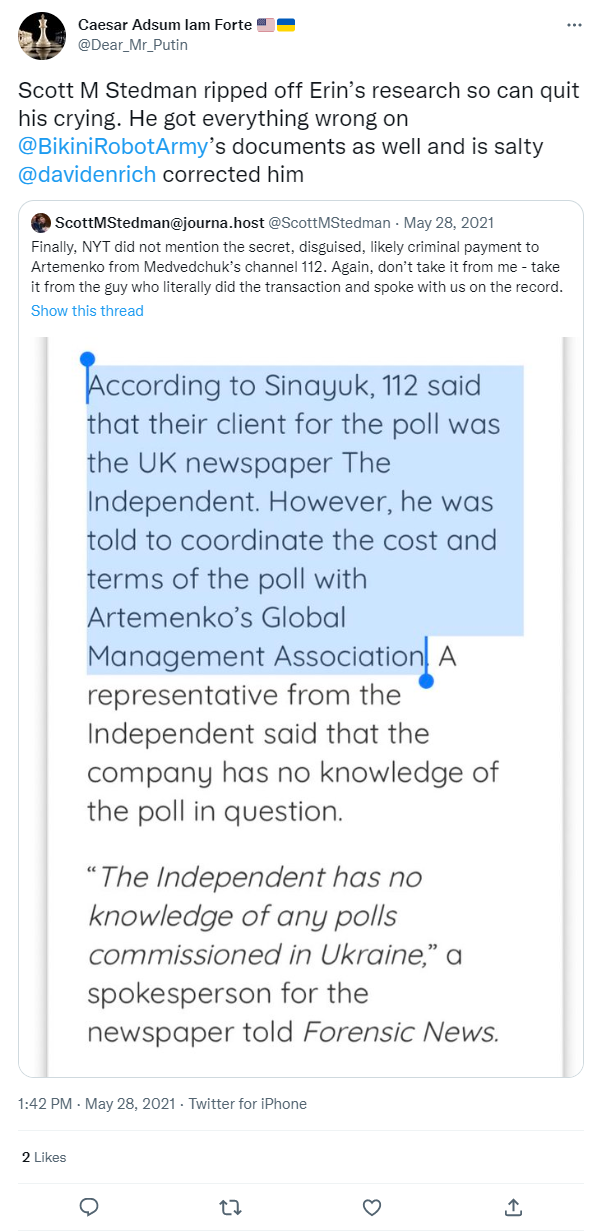 Caesar Adsum Iam Forte 🇺🇸🇺🇦
@Dear_Mr_Putin
Scott M Stedman ripped off Erin’s research so can quit
his crying. He got everything wrong on
@BikiniRobotArmy’s documents as well and is salty
@davidenrich corrected him
ScottMStedman@journa.host @ScottMStedman · May 28, 2021
Finally, NYT did not mention the secret, disguised, likely criminal payment to
Artemenko from Medvedchuk’s channel 112. Again, don’t take it from me - take
it from the guy who literally did the transaction and spoke with us on the record.
Show this thread
According to Sinayuk, 112 said
that their client for the poll was
the UK newspaper The
Independent. However, he was
told to coordinate the cost and
terms of the poll with
Artemenko’s Global
Management Association. A
representative from the
Independent said that the
company has no knowledge of
the poll in question.
“The Independent has no
knowledge of any polls
commissioned in Ukraine,” a
spokesperson for the
newspaper told Forensic News.
1:42 PM · May 28, 2021 · Twitter for iPhone
2 Likes